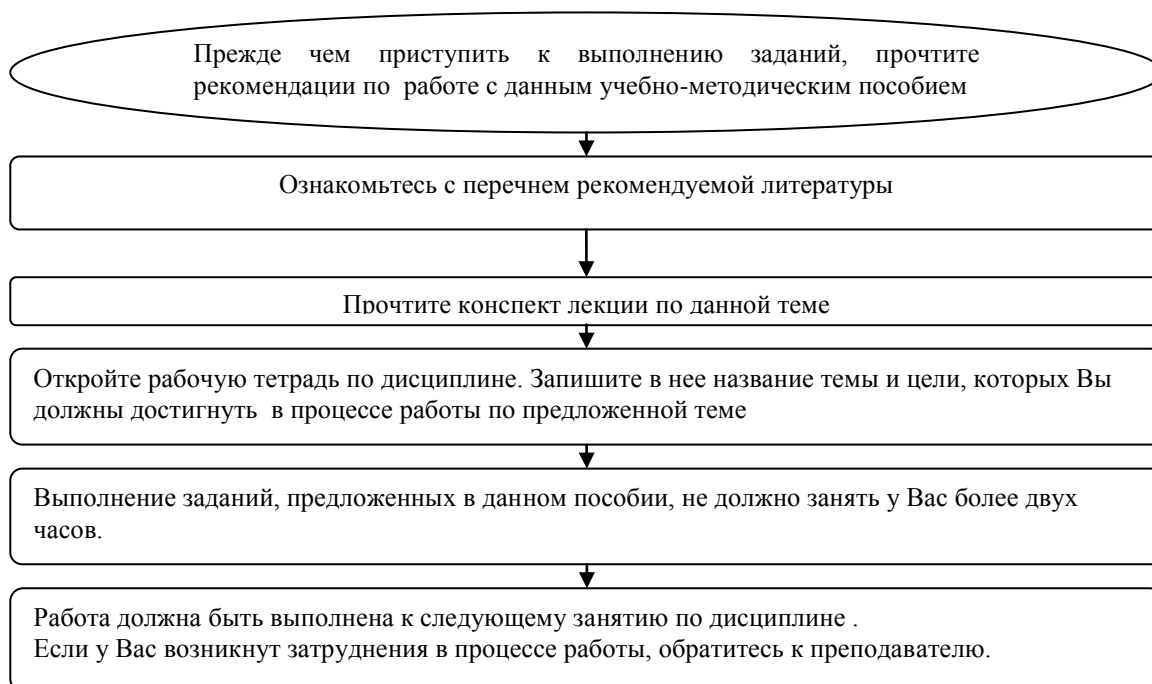 Прежде чем приступить к выполнению заданий, прочтите
рекомендации по работе с данным учебно-методическим пособием
Ознакомьтесь с перечнем рекомендуемой литературы
Прочтите конспект лекции по данной теме
Откройте рабочую тетрадь по дисциплине. Запишите в нее название темы и цели, которых Вы
должны достигнуть в процессе работы по предложенной теме
Выполнение заданий, предложенных в данном пособии, не должно занять у Вас более двух
часов.
Работа должна быть выполнена к следующему занятию по дисциплине .
Если у Вас возникнут затруднения в процессе работы, обратитесь к преподавателю.